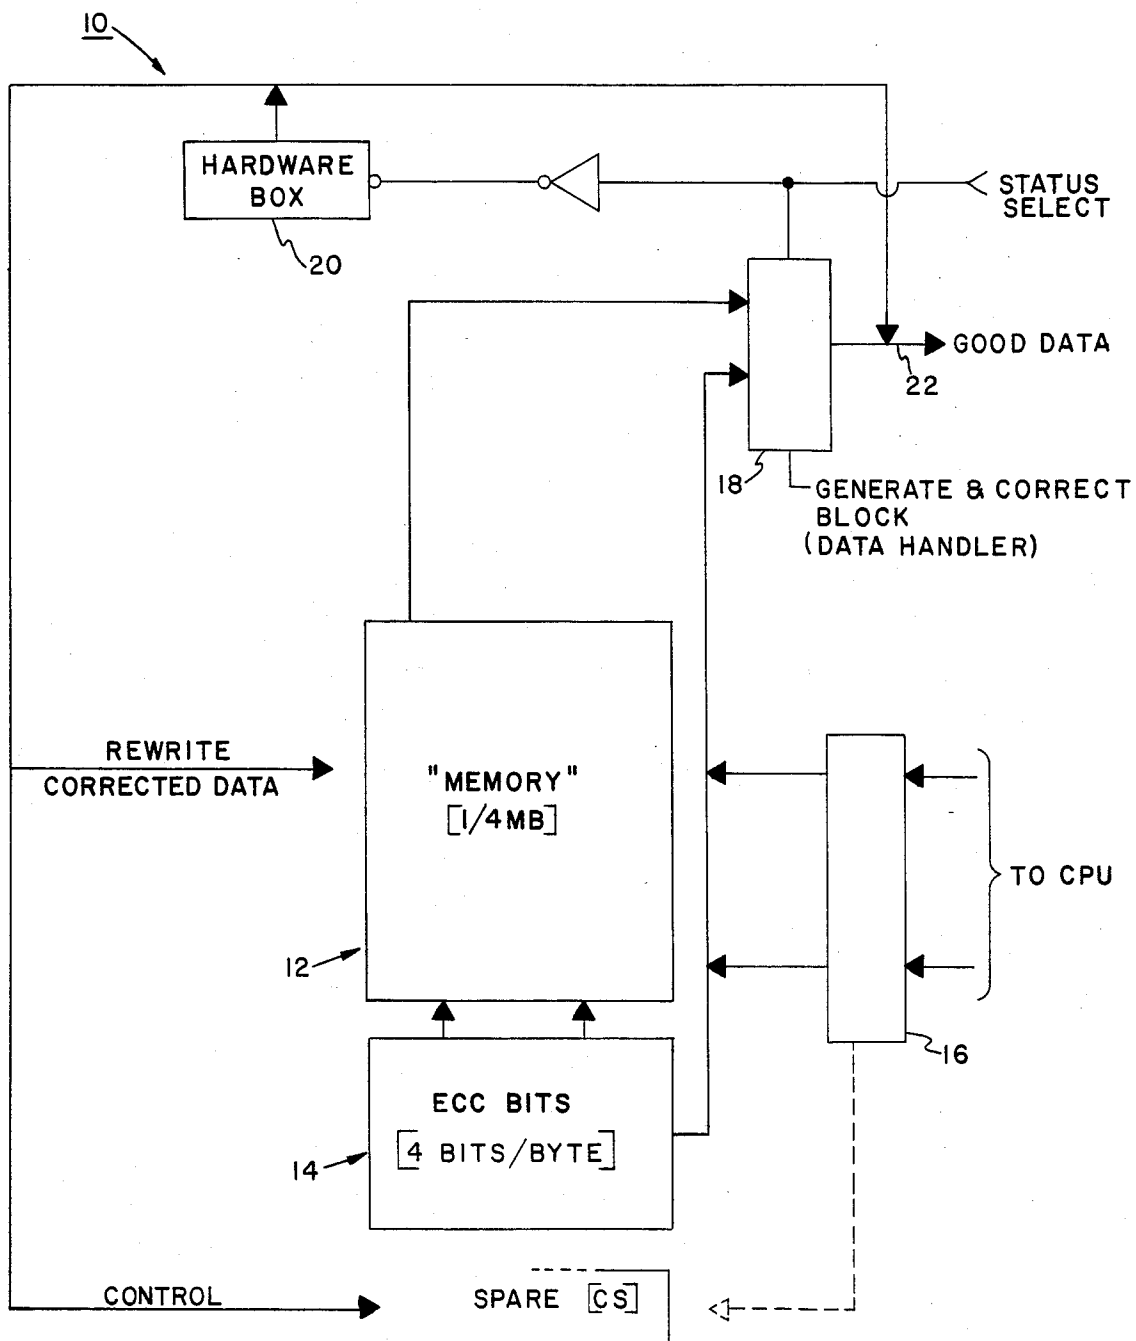 10
HARDWARE
BOX
20
STATUS
SELECT
GOOD DATA
22
18
GENERATE & CORRECT
BLOCK
(DATA HANDLER)
REWRITE
CORRECTED DATA
"MEMORY"
[1/4MB]
TO CPU
12
16
ECC BITS
[4 BITS/BYTE]
14
CONTROL
SPARE [CS]